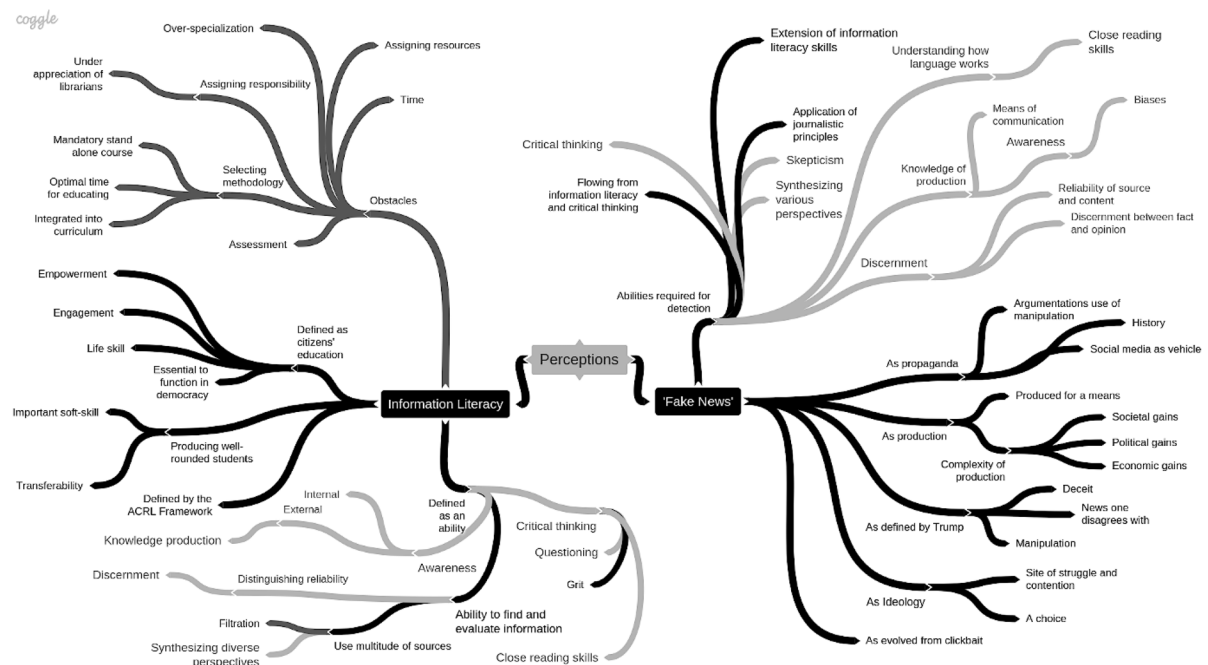 coggle
Over-specialization
Assigning resources
Under
appreciation of
librarians
Assigning responsibility
Time
Mandatory stand
alone course
Selecting
methodology
Optimal time
for educating
Integrated into
curriculum
Obstacles
Assessment
Empowerment
Engagement
Defined as
citizens'
education
Life skill
Essential to
function in
democracy
Important soft-skill
Producing well-
rounded students
Transferability
Defined by the
ACRL Framework
Information Literacy
Perceptions
'Fake News'
Defined
as an
ability
Internal
External
Knowledge production
Awareness
Critical thinking
Questioning
Grit
Close reading skills
Discernment
Distinguishing reliability
Ability to find and
evaluate information
Filtration
Use multitude of sources
Synthesizing diverse
perspectives
Extension of information
literacy skills
Understanding how
language works
Close reading
skills
Application of
journalistic
principles
Means of
communication
Biases
Awareness
Critical thinking
Skepticism
Knowledge of
production
Flowing from
information literacy
and critical thinking
Synthesizing
various
perspectives
Reliability of source
and content
Discernment between fact
and opinion
Discernment
Abilities required for
detection
Argumentations use of
manipulation
History
Social media as vehicle
As propaganda
Produced for a means
As production
Societal gains
Political gains
Economic gains
Complexity of
production
Deceit
News one
disagrees with
As defined by Trump
Manipulation
Site of struggle and
contention
As Ideology
A choice
As evolved from clickbait